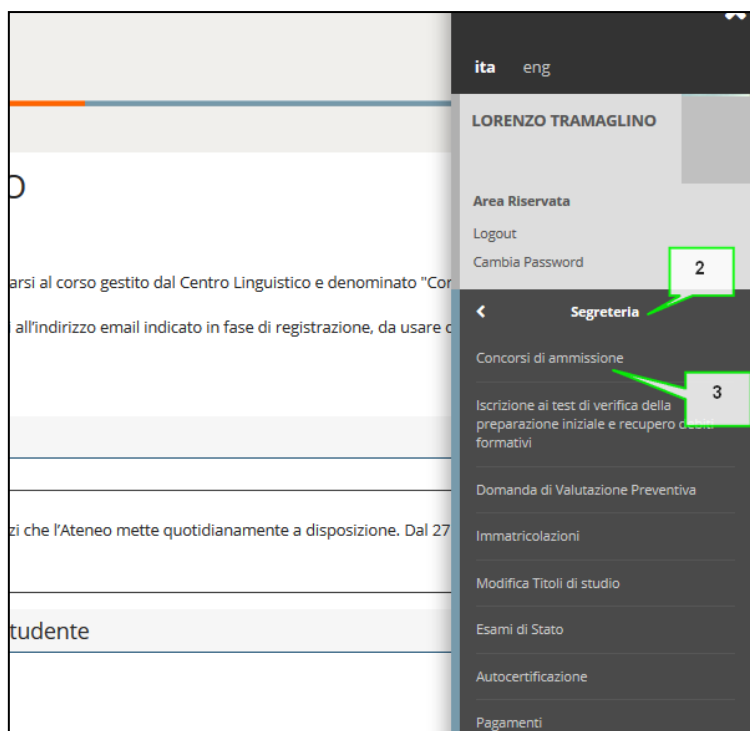 ita eng
LORENZO TRAMAGLINO
Area Riservata
Logout
Cambia Password
2
Segreteria
Concorsi di ammissione
3
Iscrizione ai test di verifica della
preparazione iniziale e recupero debiti
formativi
Domanda di Valutazione Preventiva
Immatricolazioni
Modifica Titoli di studio
Esami di Stato
Autocertificazione
Pagamenti
arsi al corso gestito dal Centro Linguistico e denominato "Cor
i all'indirizzo email indicato in fase di registrazione, da usare
zi che l'Ateneo mette quotidianamente a disposizione. Dal 27
tudente